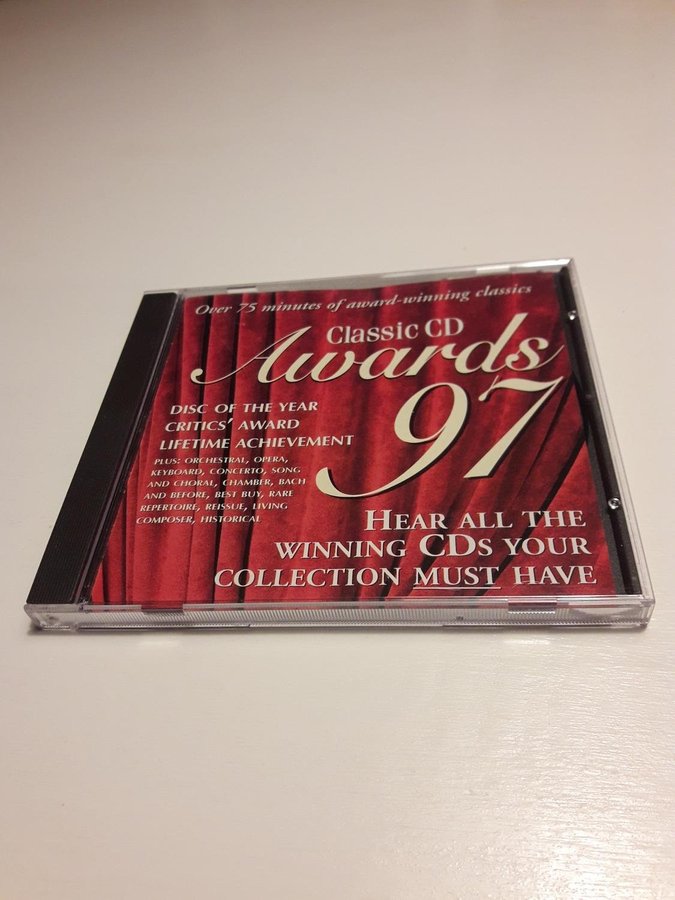 Over 75 minutes of award-winning classics
Classic CD
Awards
97
DISC OF THE YEAR
CRITICS' AWARD
LIFETIME ACHIEVEMENT
PLUS: ORCHESTRAL, OPERA,
KEYBOARD, CONCERTO, SONG
AND CHORAL, CHAMBER, BACH
AND BEFORE, BEST BUY, RARE
REPERTOIRE, REISSUE, LIVING
COMPOSER, HISTORICAL
HEAR ALL THE
WINNING CDS YOUR
COLLECTION MUST HAVE